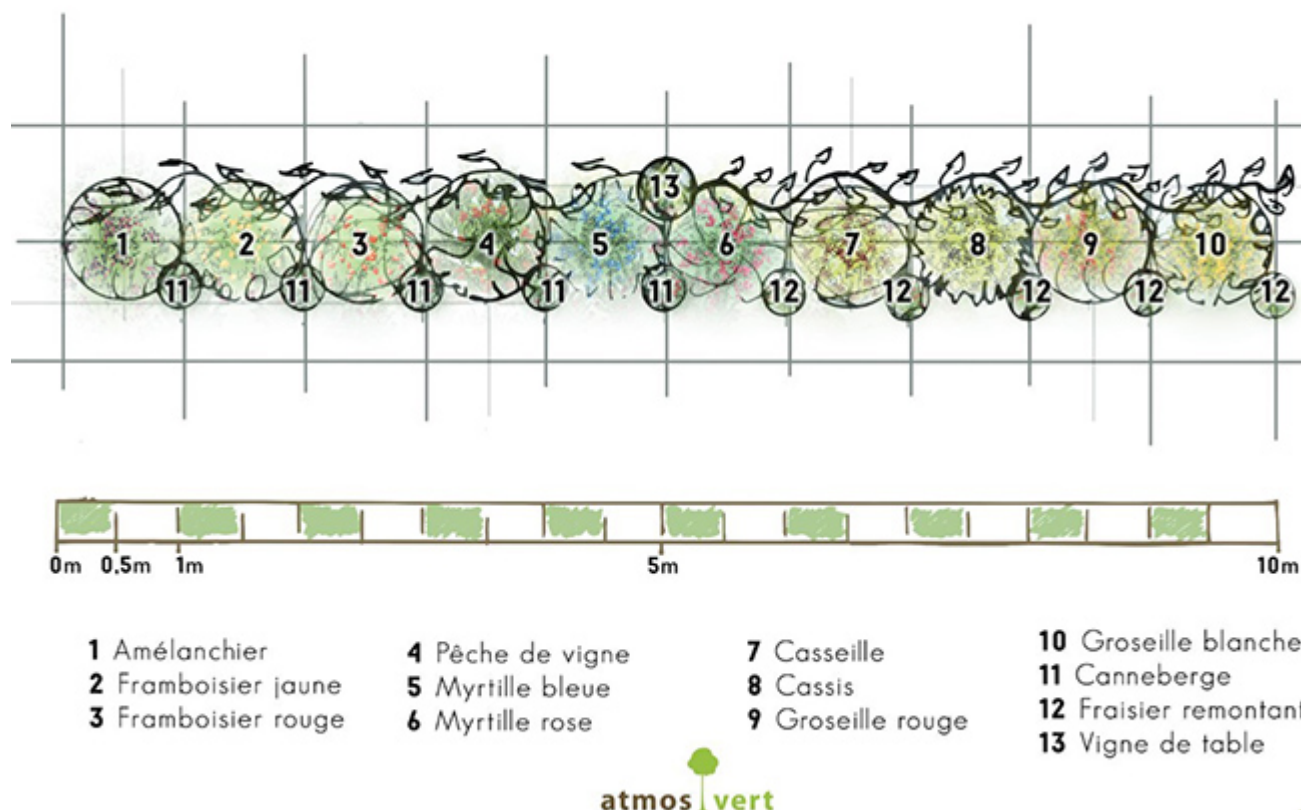 13
1 2 3 4 5 6 7 8 9 10
11 11 11 11 11 12 12 12 12 12
0m 0,5m 1m 5m 10m
1 Amélanchier
2 Framboisier jaune
3 Framboisier rouge
4 Pêche de vigne
5 Myrtille bleue
6 Myrtille rose
7 Casseille
8 Cassis
9 Groseille rouge
10 Groseille blanche
11 Canneberge
12 Fraisier remontant
13 Vigne de table
atmos vert